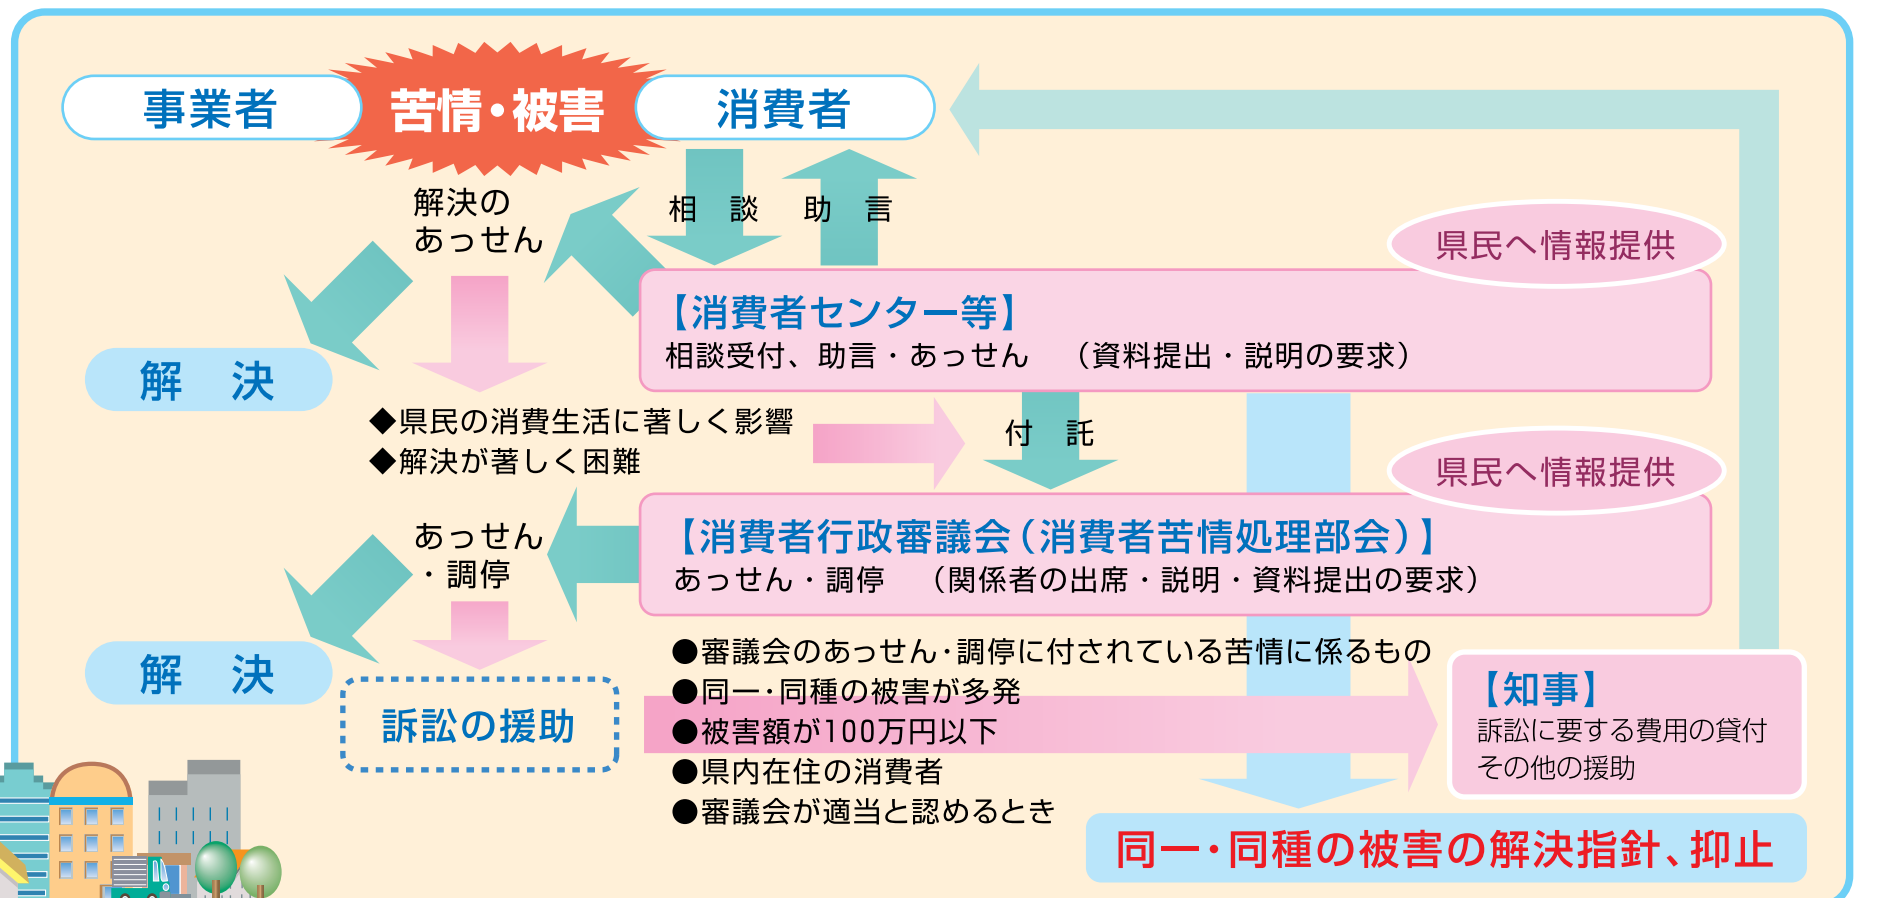 事業者
苦情・被害
消費者
解決の
あっせん
相　談
助　言
県民へ情報提供
【消費者センター等】
相談受付、助言・あっせん　（資料提出・説明の要求）
解　決
◆県民の消費生活に著しく影響
◆解決が著しく困難
付　託
県民へ情報提供
【消費者行政審議会（消費者苦情処理部会）】
あっせん・調停　（関係者の出席・説明・資料提出の要求）
あっせん
・調停
解　決
訴訟の援助
●審議会のあっせん・調停に付されている苦情に係るもの
●同一・同種の被害が多発
●被害額が100万円以下
●県内在住の消費者
●審議会が適当と認めるとき
【知事】
訴訟に要する費用の貸付
その他の援助
同一・同種の被害の解決指針、抑止